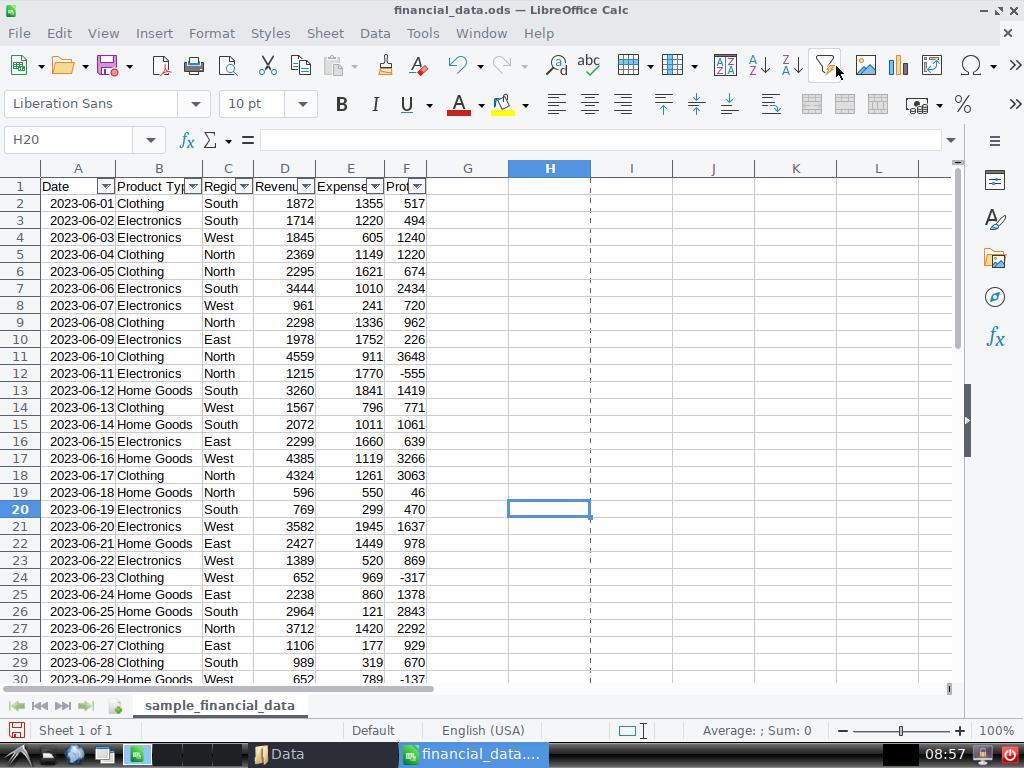 financial_data.ods — LibreOffice Calc
File Edit View Insert Format Styles Sheet Data Tools Window Help
Liberation Sans 10 pt
H20
A B C D E F G H I J K L
1 Date Product Typ Regio Revenu Expense Prof
2 2023-06-01 Clothing South 1872 1355 517
3 2023-06-02 Electronics South 1714 1220 494
4 2023-06-03 Electronics West 1845 605 1240
5 2023-06-04 Clothing North 2369 1149 1220
6 2023-06-05 Clothing North 2295 1621 674
7 2023-06-06 Electronics South 3444 1010 2434
8 2023-06-07 Electronics West 961 241 720
9 2023-06-08 Clothing North 2298 1336 962
10 2023-06-09 Electronics East 1978 1752 226
11 2023-06-10 Clothing North 4559 911 3648
12 2023-06-11 Electronics North 1215 1770 -555
13 2023-06-12 Home Goods South 3260 1841 1419
14 2023-06-13 Clothing West 1567 796 771
15 2023-06-14 Home Goods South 2072 1011 1061
16 2023-06-15 Electronics East 2299 1660 639
17 2023-06-16 Home Goods West 4385 1119 3266
18 2023-06-17 Clothing North 4324 1261 3063
19 2023-06-18 Home Goods North 596 550 46
20 2023-06-19 Electronics South 769 299 470
21 2023-06-20 Electronics West 3582 1945 1637
22 2023-06-21 Home Goods East 2427 1449 978
23 2023-06-22 Electronics West 1389 520 869
24 2023-06-23 Clothing West 652 969 -317
25 2023-06-24 Home Goods East 2238 860 1378
26 2023-06-25 Home Goods South 2964 121 2843
27 2023-06-26 Electronics North 3712 1420 2292
28 2023-06-27 Clothing East 1106 177 929
29 2023-06-28 Clothing South 989 319 670
30 2023-06-29 Home Goods West 652 789 -137
sample_financial_data
Sheet 1 of 1 Default English (USA) Average: ; Sum: 0 100%
Data financial_data.... 08:57